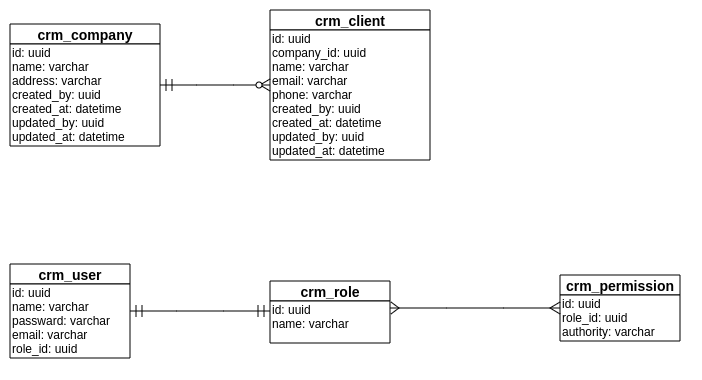 crm_company
id: uuid
name: varchar
address: varchar
created_by: uuid
created_at: datetime
updated_by: uuid
updated_at: datetime
crm_client
id: uuid
company_id: uuid
name: varchar
email: varchar
phone: varchar
created_by: uuid
created_at: datetime
updated_by: uuid
updated_at: datetime
crm_user
id: uuid
name: varchar
passward: varchar
email: varchar
role_id: uuid
crm_role
id: uuid
name: varchar
crm_permission
id: uuid
role_id: uuid
authority: varchar